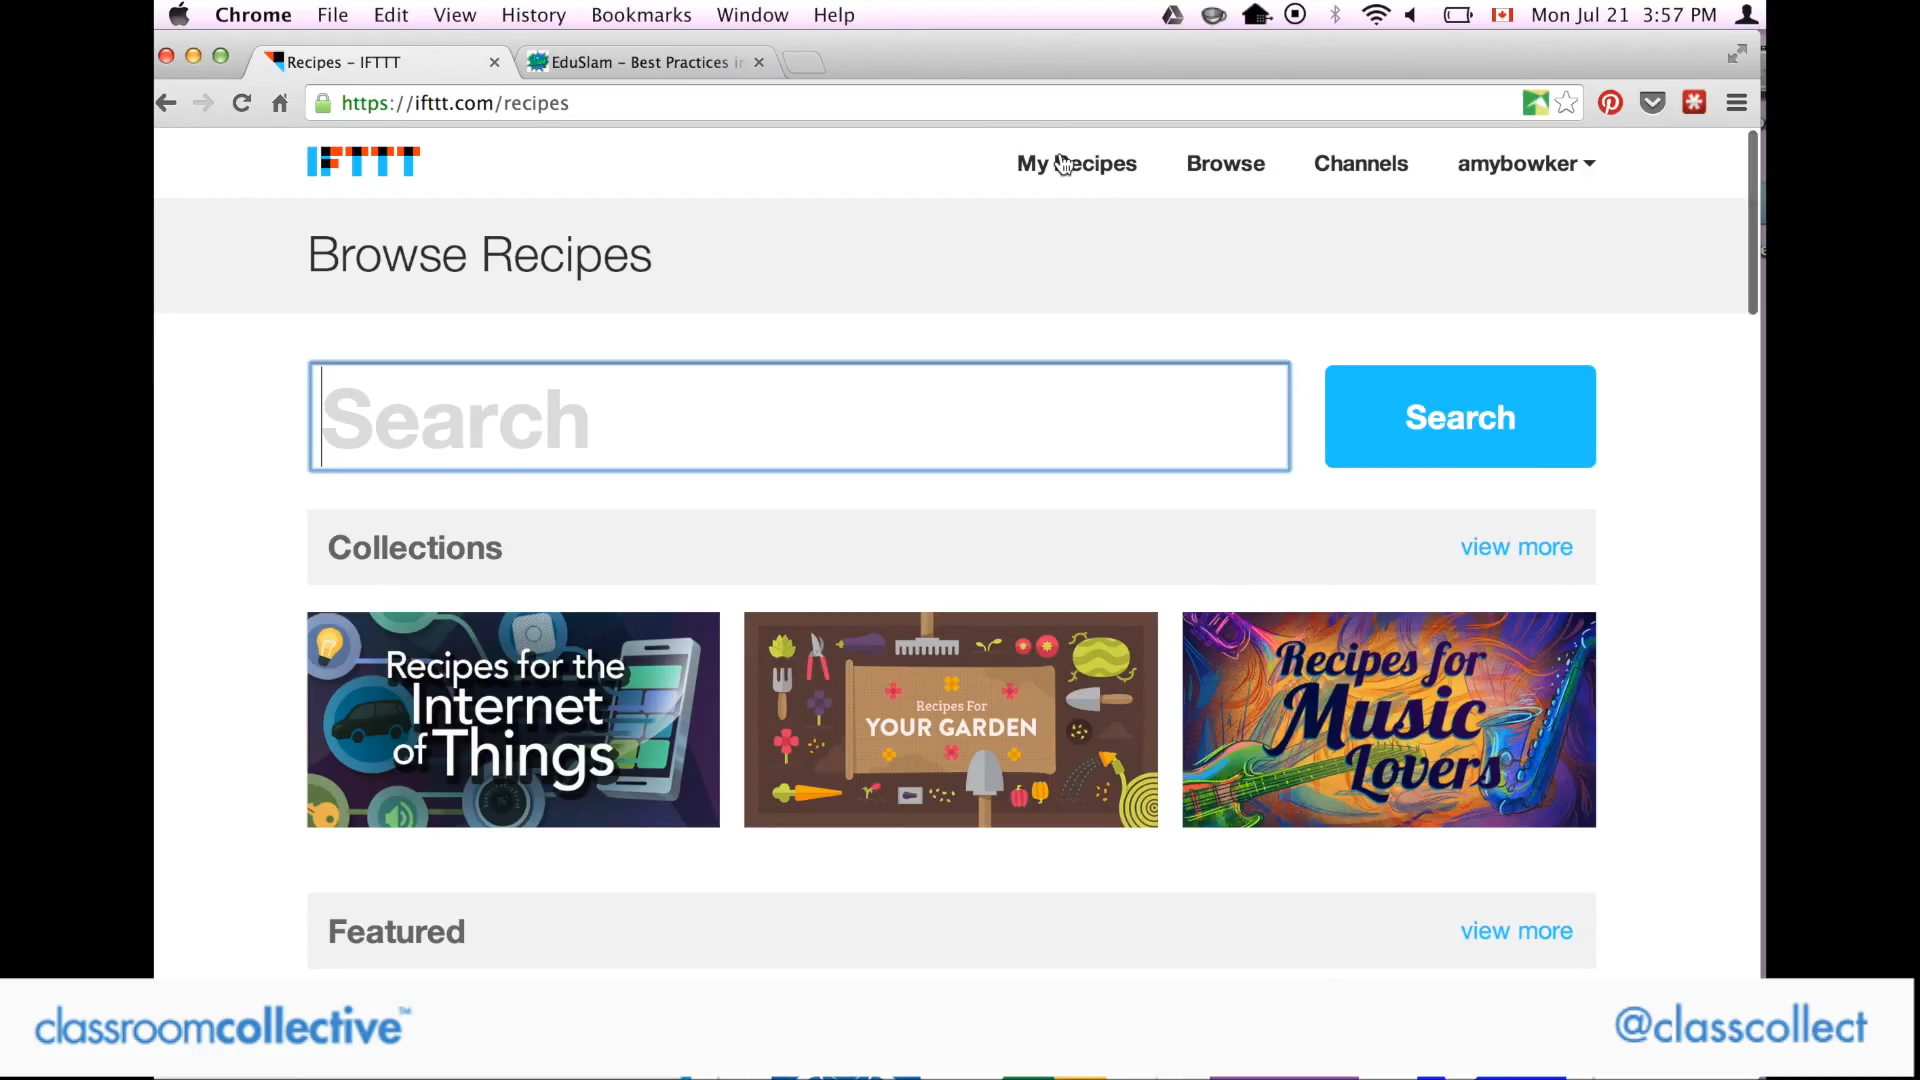 Chrome File Edit View History Bookmarks Window Help Mon Jul 21 3:57 PM
Recipes – IFTTT EduSlam – Best Practices in
https://ifttt.com/recipes
IFTTT My Recipes Browse Channels amybowker
Browse Recipes
Search Search
Collections view more
Recipes for the
Internet
of Things
Recipes For
YOUR GARDEN
Recipes for
Music
Lovers
Featured view more
classroomcollective™ @classcollect